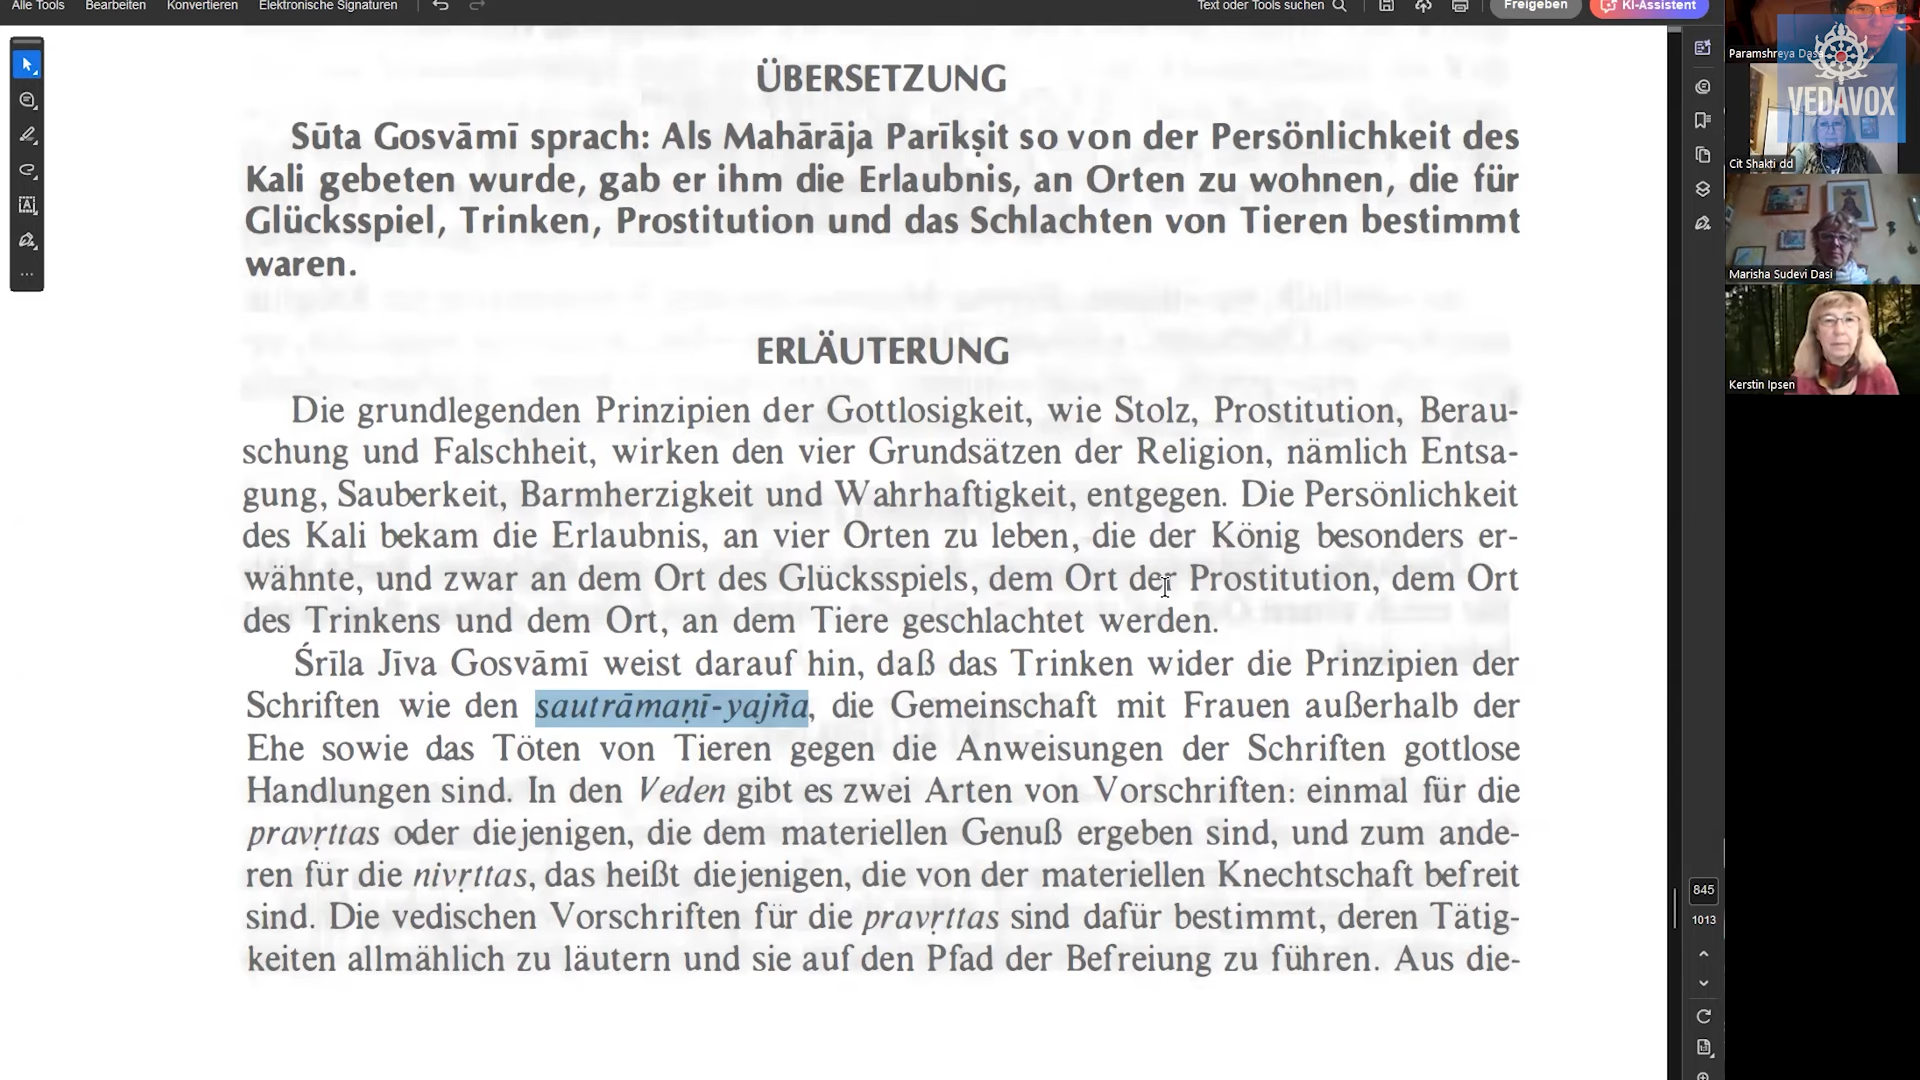 Alle Tools Bearbeiten Konvertieren Elektronische Signaturen Text oder Tools suchen Freigeben KI-Assistent
ÜBERSETZUNG
Sūta Gosvāmī sprach: Als Mahārāja Parīkṣit so von der Persönlichkeit des
Kali gebeten wurde, gab er ihm die Erlaubnis, an Orten zu wohnen, die für
Glücksspiel, Trinken, Prostitution und das Schlachten von Tieren bestimmt
waren.
ERLÄUTERUNG
Die grundlegenden Prinzipien der Gottlosigkeit, wie Stolz, Prostitution, Berau-
schung und Falschheit, wirken den vier Grundsätzen der Religion, nämlich Entsa-
gung, Sauberkeit, Barmherzigkeit und Wahrhaftigkeit, entgegen. Die Persönlichkeit
des Kali bekam die Erlaubnis, an vier Orten zu leben, die der König besonders er-
wähnte, und zwar an dem Ort des Glücksspiels, dem Ort der Prostitution, dem Ort
des Trinkens und dem Ort, an dem Tiere geschlachtet werden.
Śrīla Jīva Gosvāmī weist darauf hin, daß das Trinken wider die Prinzipien der
Schriften wie den sautrāmaṇī-yajña, die Gemeinschaft mit Frauen außerhalb der
Ehe sowie das Töten von Tieren gegen die Anweisungen der Schriften gottlose
Handlungen sind. In den Veden gibt es zwei Arten von Vorschriften: einmal für die
pravṛttas oder diejenigen, die dem materiellen Genuß ergeben sind, und zum ande-
ren für die nivṛttas, das heißt diejenigen, die von der materiellen Knechtschaft befreit
sind. Die vedischen Vorschriften für die pravṛttas sind dafür bestimmt, deren Tätig-
keiten allmählich zu läutern und sie auf den Pfad der Befreiung zu führen. Aus die-
845
1013
Paramshreya Dasa
VEDAVOX
Cit Shakti dd
Marisha Sudevi Dasi
Kerstin Ipsen